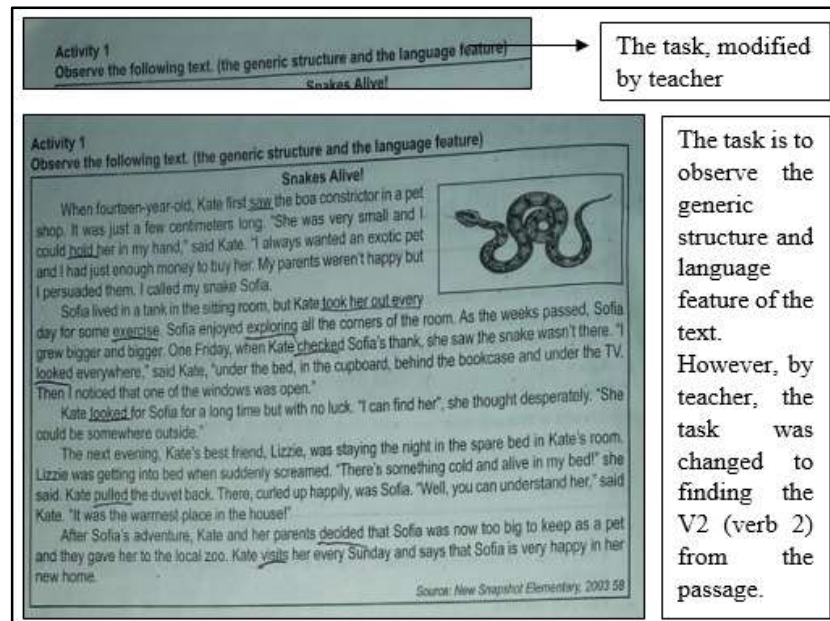 Activity 1
Observe the following text. (the generic structure and the language feature)
Snakes Alive!
The task, modified
by teacher
Activity 1
Observe the following text. (the generic structure and the language feature)
Snakes Alive!
When fourteen-year-old, Kate first saw the boa constrictor in a pet
shop. It was just a few centimeters long. "She was very small and I
could hold her in my hand," said Kate. "I always wanted an exotic pet
and I had just enough money to buy her. My parents weren't happy but
I persuaded them. I called my snake Sofia.
Sofia lived in a tank in the sitting room, but Kate took her out every
day for some exercise. Sofia enjoyed exploring all the corners of the room. As the weeks passed, Sofia
grew bigger and bigger. One Friday, when Kate checked Sofia's thank, she saw the snake wasn't there. "I
looked everywhere," said Kate, "under the bed, in the cupboard, behind the bookcase and under the TV.
Then I noticed that one of the windows was open."
Kate looked for Sofia for a long time but with no luck. "I can find her", she thought desperately. "She
could be somewhere outside."
The next evening, Kate's best friend, Lizzie, was staying the night in the spare bed in Kate's room.
Lizzie was getting into bed when suddenly screamed. "There's something cold and alive in my bed!" she
said. Kate pulled the duvet back. There, curled up happily, was Sofia. "Well, you can understand her," said
Kate. "It was the warmest place in the house!"
After Sofia's adventure, Kate and her parents decided that Sofia was now too big to keep as a pet
and they gave her to the local zoo. Kate visits her every Sunday and says that Sofia is very happy in her
new home.
Source: New Snapshot Elementary, 2003 58
The task is to
observe the
generic
structure and
language
feature of the
text.
However, by
teacher, the
task was
changed to
finding the
V2 (verb 2)
from the
passage.